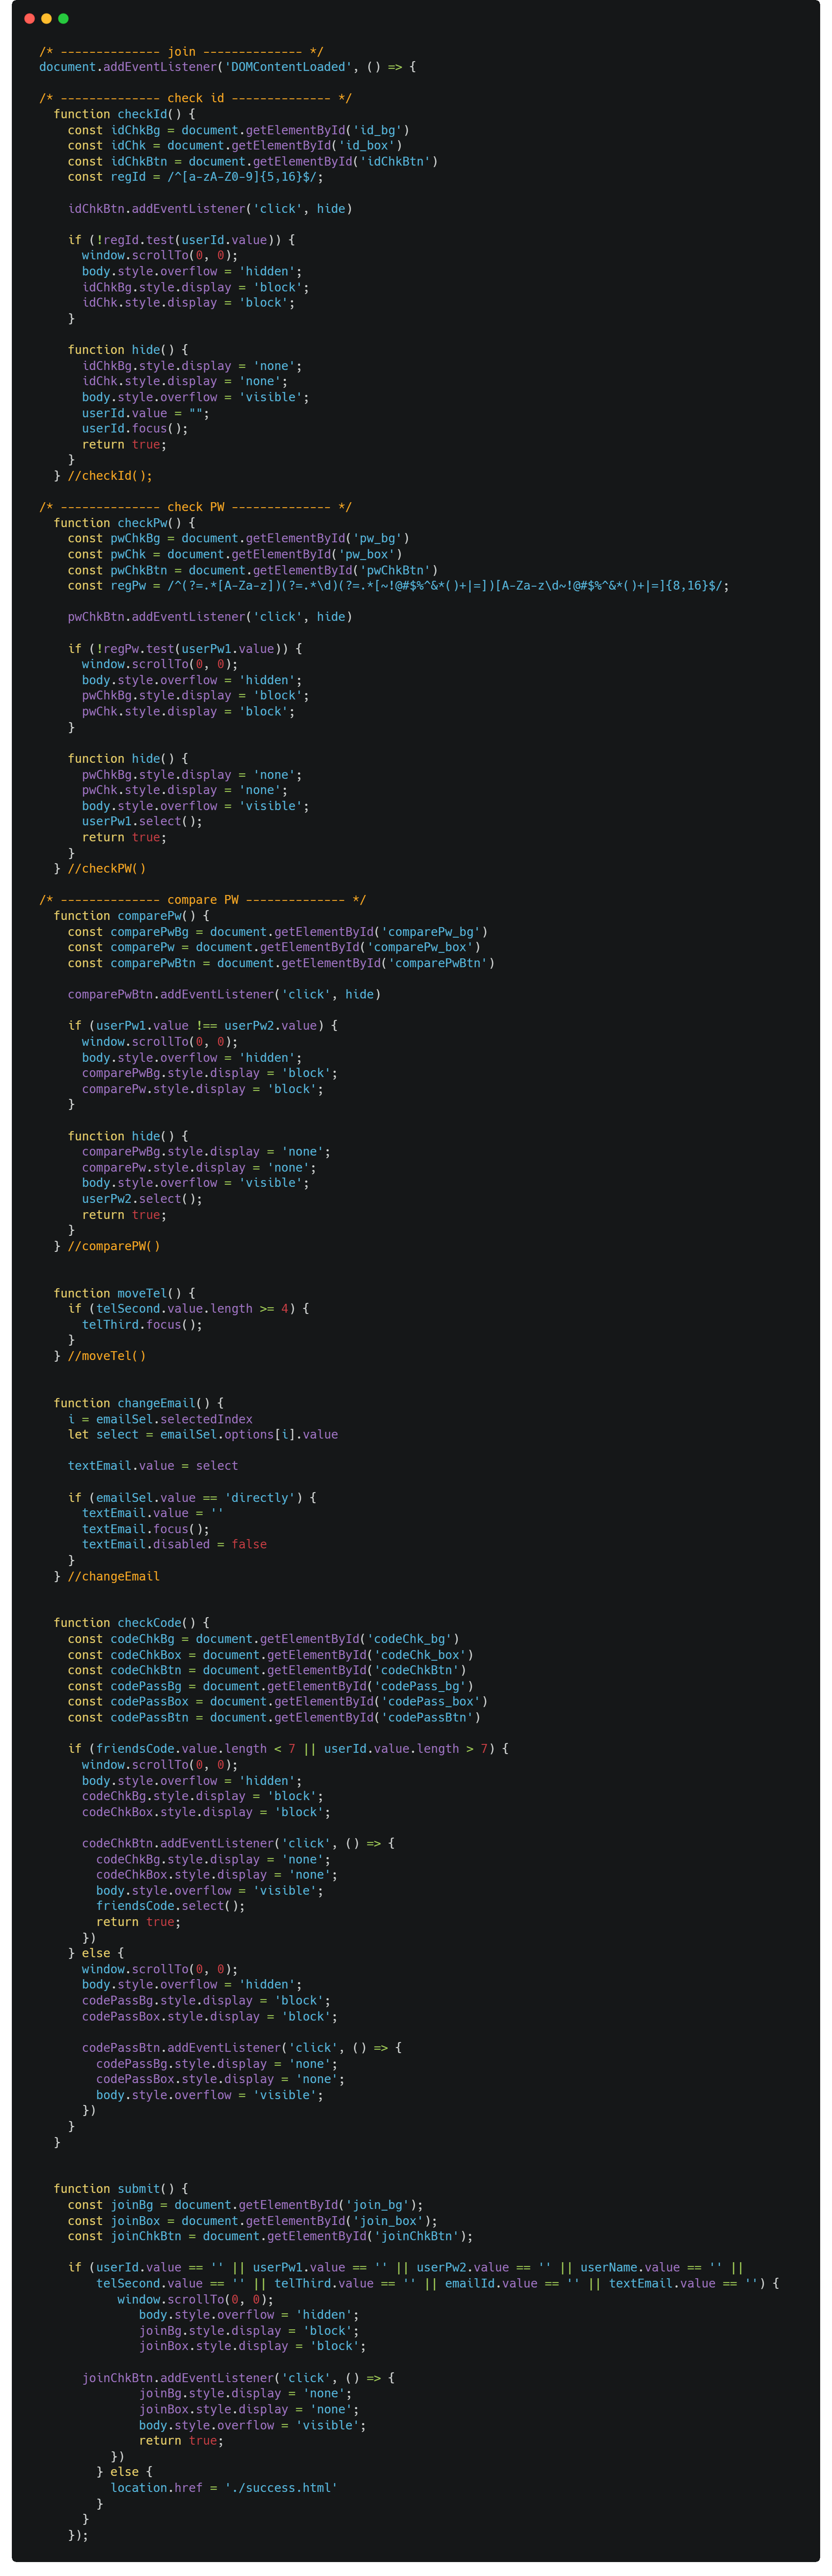 /* -------------- join -------------- */
document.addEventListener('DOMContentLoaded', () => {

/* -------------- check id -------------- */
  function checkId() {
    const idChkBg = document.getElementById('id_bg')
    const idChk = document.getElementById('id_box')
    const idChkBtn = document.getElementById('idChkBtn')
    const regId = /^[a-zA-Z0-9]{5,16}$/;

    idChkBtn.addEventListener('click', hide)

    if (!regId.test(userId.value)) {
      window.scrollTo(0, 0);
      body.style.overflow = 'hidden';
      idChkBg.style.display = 'block';
      idChk.style.display = 'block';
    }

    function hide() {
      idChkBg.style.display = 'none';
      idChk.style.display = 'none';
      body.style.overflow = 'visible';
      userId.value = "";
      userId.focus();
      return true;
    }
  } //checkId();

/* -------------- check PW -------------- */
  function checkPw() {
    const pwChkBg = document.getElementById('pw_bg')
    const pwChk = document.getElementById('pw_box')
    const pwChkBtn = document.getElementById('pwChkBtn')
    const regPw = /^(?=.*[A-Za-z])(?=.*\d)(?=.*[~!@#$%^&*()+|=])[A-Za-z\d~!@#$%^&*()+|=]{8,16}$/;

    pwChkBtn.addEventListener('click', hide)

    if (!regPw.test(userPw1.value)) {
      window.scrollTo(0, 0);
      body.style.overflow = 'hidden';
      pwChkBg.style.display = 'block';
      pwChk.style.display = 'block';
    }

    function hide() {
      pwChkBg.style.display = 'none';
      pwChk.style.display = 'none';
      body.style.overflow = 'visible';
      userPw1.select();
      return true;
    }
  } //checkPW()

/* -------------- compare PW -------------- */
  function comparePw() {
    const comparePwBg = document.getElementById('comparePw_bg')
    const comparePw = document.getElementById('comparePw_box')
    const comparePwBtn = document.getElementById('comparePwBtn')

    comparePwBtn.addEventListener('click', hide)

    if (userPw1.value !== userPw2.value) {
      window.scrollTo(0, 0);
      body.style.overflow = 'hidden';
      comparePwBg.style.display = 'block';
      comparePw.style.display = 'block';
    }

    function hide() {
      comparePwBg.style.display = 'none';
      comparePw.style.display = 'none';
      body.style.overflow = 'visible';
      userPw2.select();
      return true;
    }
  } //comparePW()


  function moveTel() {
    if (telSecond.value.length >= 4) {
      telThird.focus();
    }
  } //moveTel()


  function changeEmail() {
    i = emailSel.selectedIndex
    let select = emailSel.options[i].value

    textEmail.value = select

    if (emailSel.value == 'directly') {
      textEmail.value = ''
      textEmail.focus();
      textEmail.disabled = false
    }
  } //changeEmail


  function checkCode() {
    const codeChkBg = document.getElementById('codeChk_bg')
    const codeChkBox = document.getElementById('codeChk_box')
    const codeChkBtn = document.getElementById('codeChkBtn')
    const codePassBg = document.getElementById('codePass_bg')
    const codePassBox = document.getElementById('codePass_box')
    const codePassBtn = document.getElementById('codePassBtn')

    if (friendsCode.value.length < 7 || userId.value.length > 7) {
      window.scrollTo(0, 0);
      body.style.overflow = 'hidden';
      codeChkBg.style.display = 'block';
      codeChkBox.style.display = 'block';

      codeChkBtn.addEventListener('click', () => {
        codeChkBg.style.display = 'none';
        codeChkBox.style.display = 'none';
        body.style.overflow = 'visible';
        friendsCode.select();
        return true;
      })
    } else {
      window.scrollTo(0, 0);
      body.style.overflow = 'hidden';
      codePassBg.style.display = 'block';
      codePassBox.style.display = 'block';

      codePassBtn.addEventListener('click', () => {
        codePassBg.style.display = 'none';
        codePassBox.style.display = 'none';
        body.style.overflow = 'visible';
      })
    }
  }


  function submit() {
    const joinBg = document.getElementById('join_bg');
    const joinBox = document.getElementById('join_box');
    const joinChkBtn = document.getElementById('joinChkBtn');

    if (userId.value == '' || userPw1.value == '' || userPw2.value == '' || userName.value == '' ||
        telSecond.value == '' || telThird.value == '' || emailId.value == '' || textEmail.value == '') {
           window.scrollTo(0, 0);
              body.style.overflow = 'hidden';
              joinBg.style.display = 'block';
              joinBox.style.display = 'block';

      joinChkBtn.addEventListener('click', () => {
              joinBg.style.display = 'none';
              joinBox.style.display = 'none';
              body.style.overflow = 'visible';
              return true;
          })
        } else {
          location.href = './success.html'
        }
      }
    });